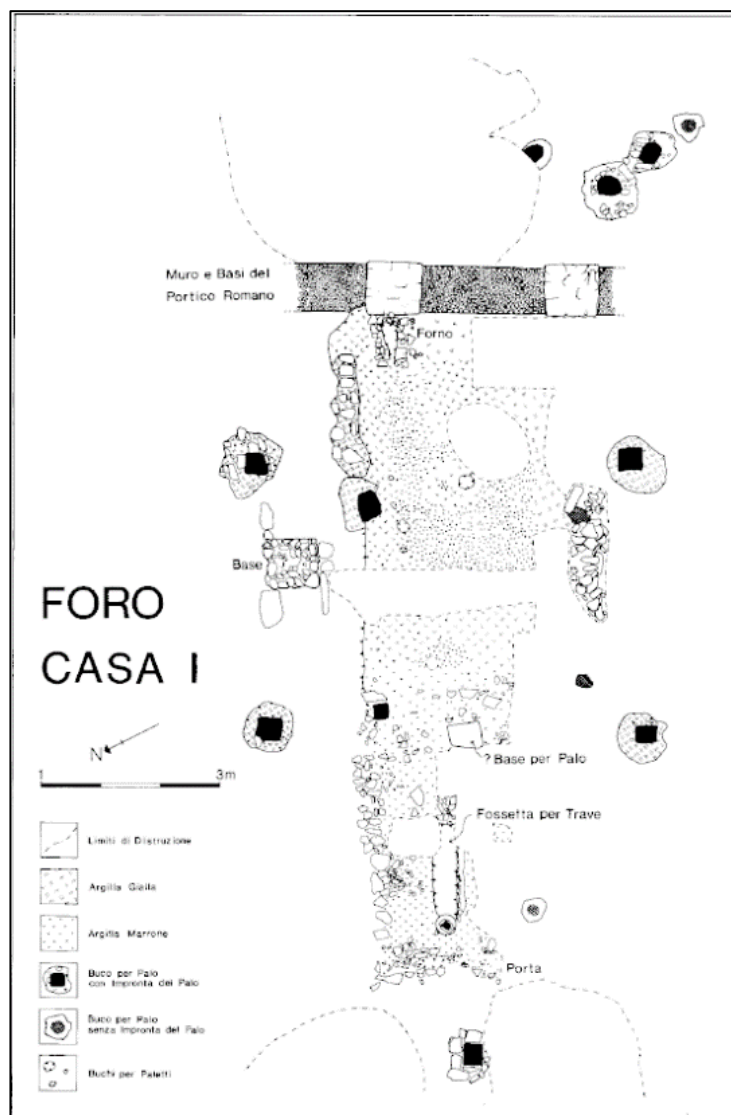 Muro e Basi del
Portico Romano
Forno
Base
FORO
CASA I
N
1 3m
? Base per Palo
Fossetta per Trave
Porta
Limiti di Distruzione
Argilla Gialla
Argilla Marrone
Buco per Palo
con Impronta del Palo
Buco per Palo
senza Impronta del Palo
Buchi per Paletti